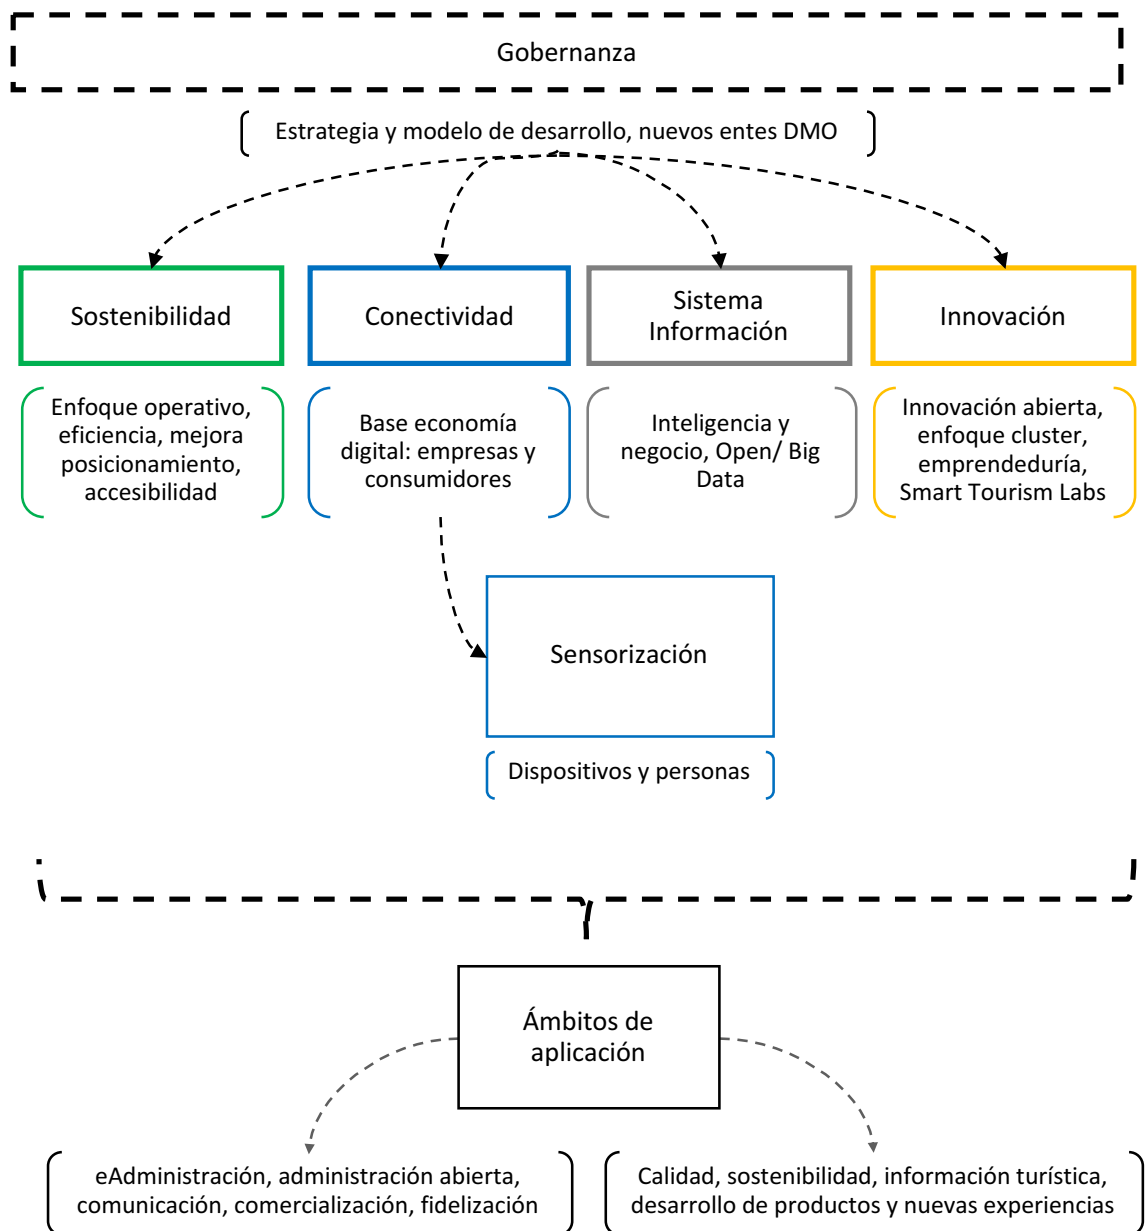 Gobernanza
Estrategia y modelo de desarrollo, nuevos entes DMO
Sostenibilidad
Conectividad
Sistema
Información
Innovación
Enfoque operativo,
eficiencia, mejora
posicionamiento,
accesibilidad
Base economía
digital: empresas y
consumidores
Inteligencia y
negocio, Open/ Big
Data
Innovación abierta,
enfoque cluster,
emprendeduría,
Smart Tourism Labs
Sensorización
Dispositivos y personas
Ámbitos de
aplicación
eAdministración, administración abierta,
comunicación, comercialización, fidelización
Calidad, sostenibilidad, información turística,
desarrollo de productos y nuevas experiencias